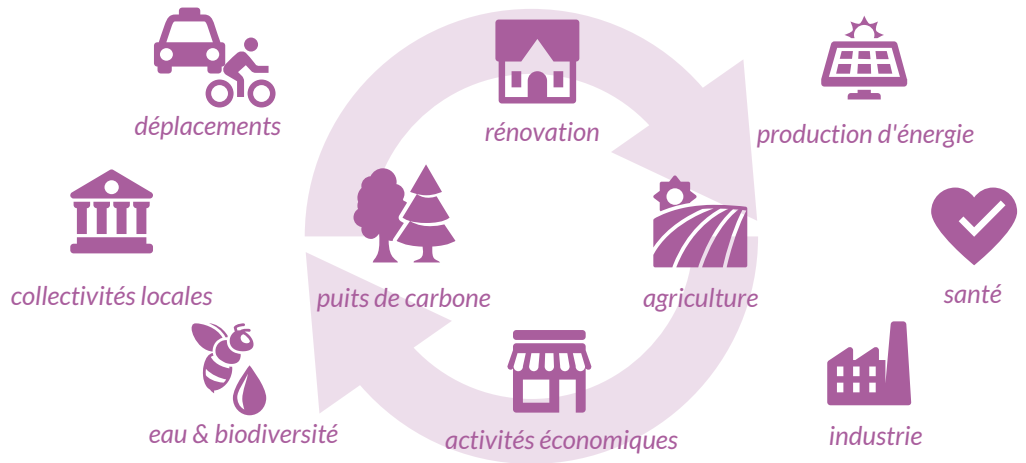 déplacements
rénovation
production d'énergie
collectivités locales
puits de carbone
agriculture
santé
eau & biodiversité
activités économiques
industrie